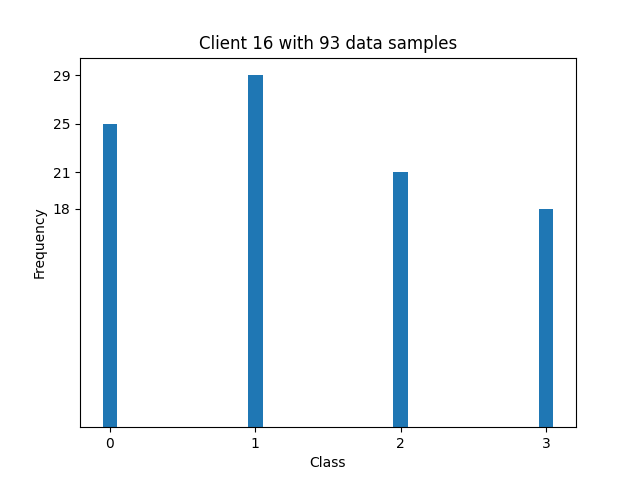 Client 16 with 93 data samples
29
25
21
18
Frequency
0 1 2 3
Class